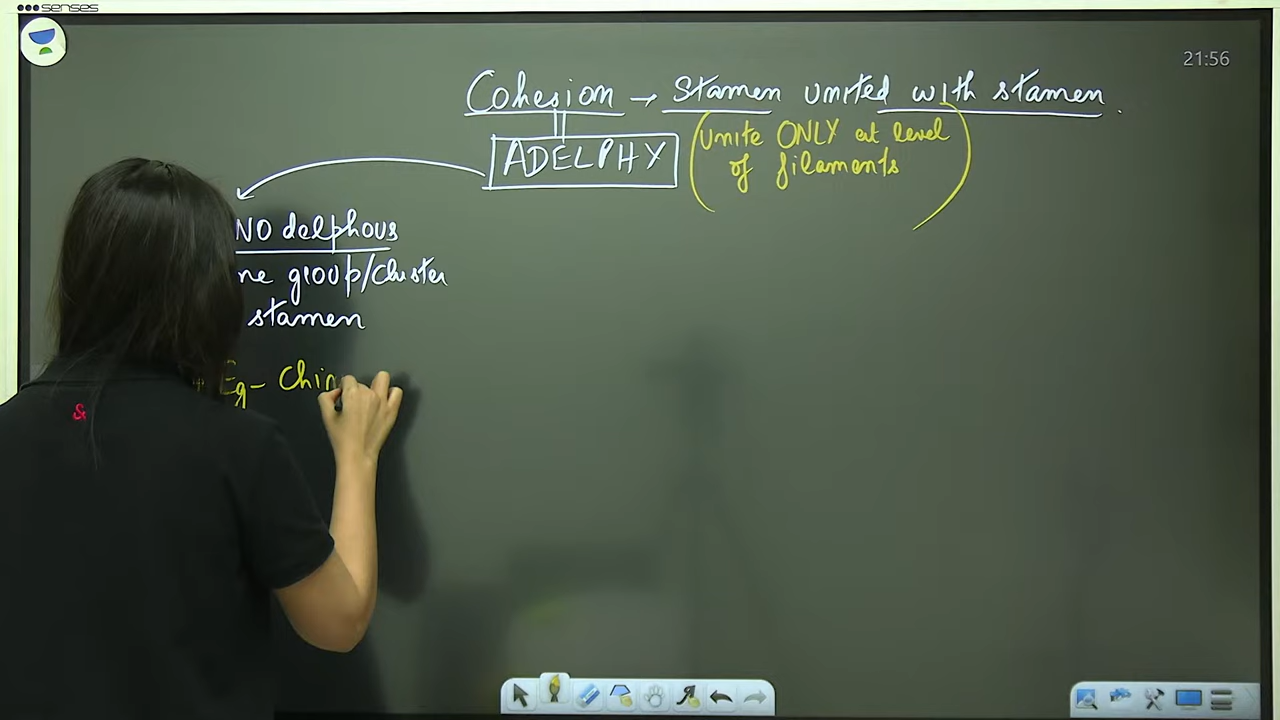 senses
21:56
Cohesion → Stamen united with stamen
ADELPHY (Unite ONLY at level
of filaments)
NO delphous
ne group/cluster
stamen
Eg- Chin